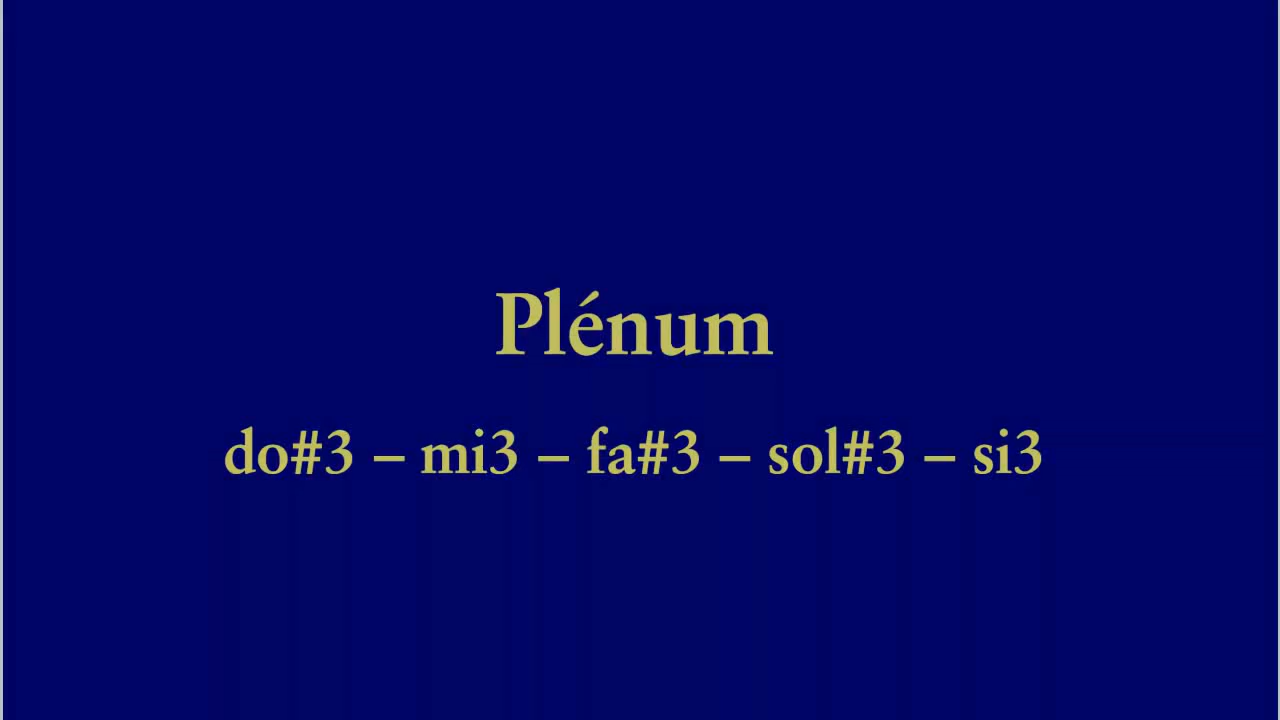 Plénum
do#3 – mi3 – fa#3 – sol#3 – si3